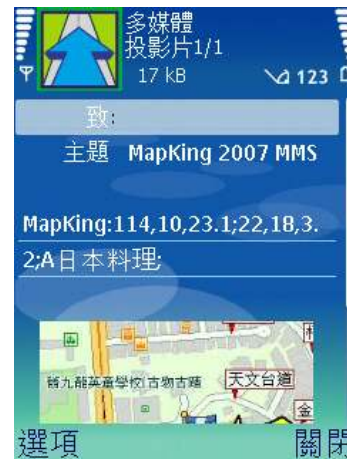 多媒體
投影片1/1
17 kB
123
致:
主題 MapKing 2007 MMS
MapKing:114,10,23.1;22,18,3.
2;A日本料理;
舊九龍英童學校(古物古蹟
天文台道
金
選項 關閉